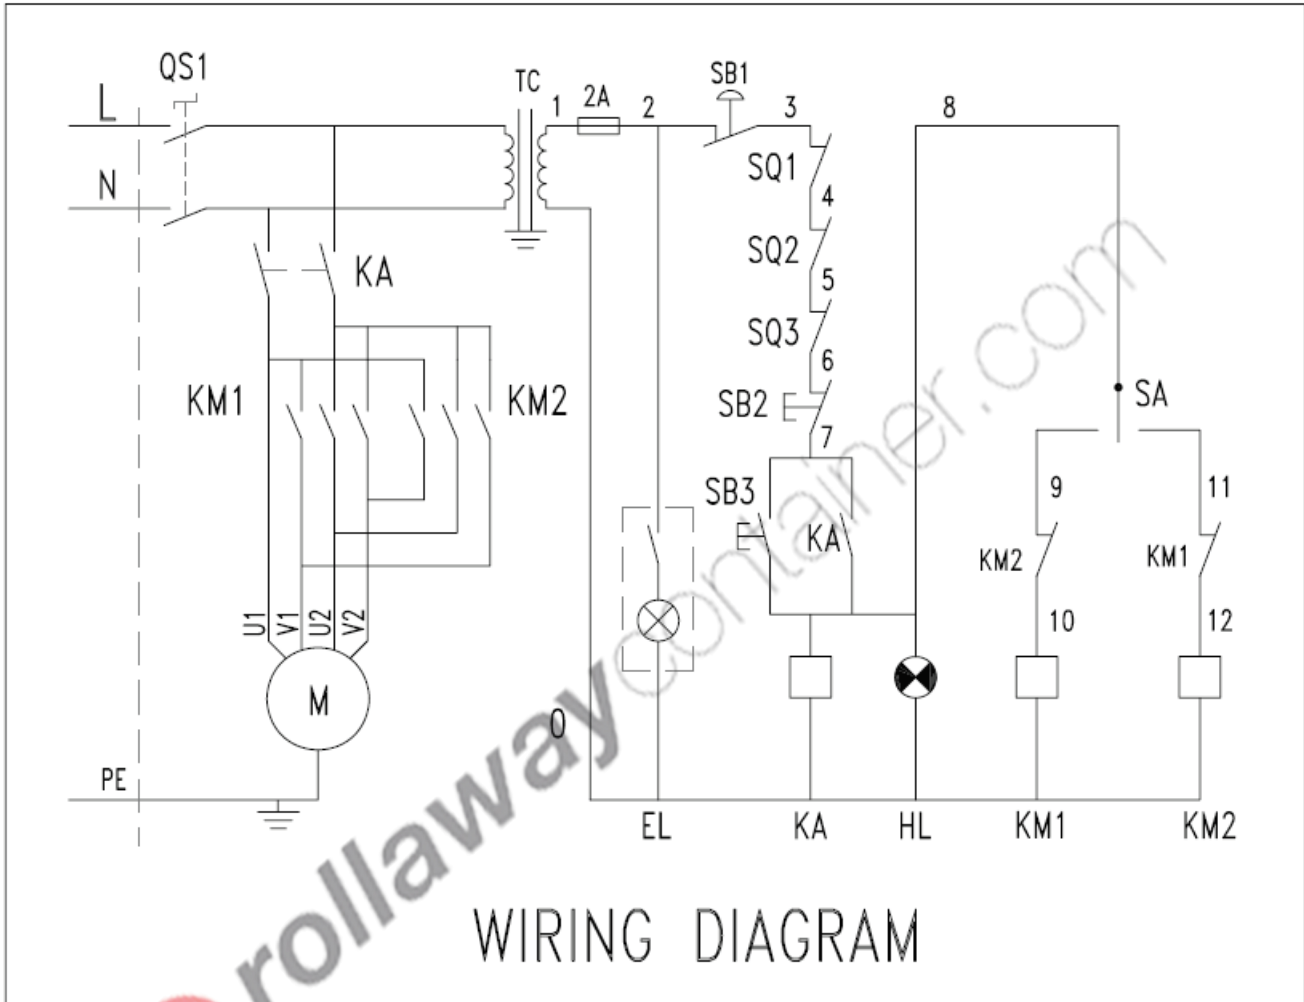 QS1
L
TC
1
2A
2
SB1
3
8
N
SQ1
4
KA
SQ2
5
SQ3
6
KM1
KM2
SB2
SA
7
SB3
9
11
KA
KM2
KM1
U1
V1
U2
V2
10
12
M
0
PE
EL
KA
HL
KM1
KM2
WIRING DIAGRAM
rollawaycontainer.com